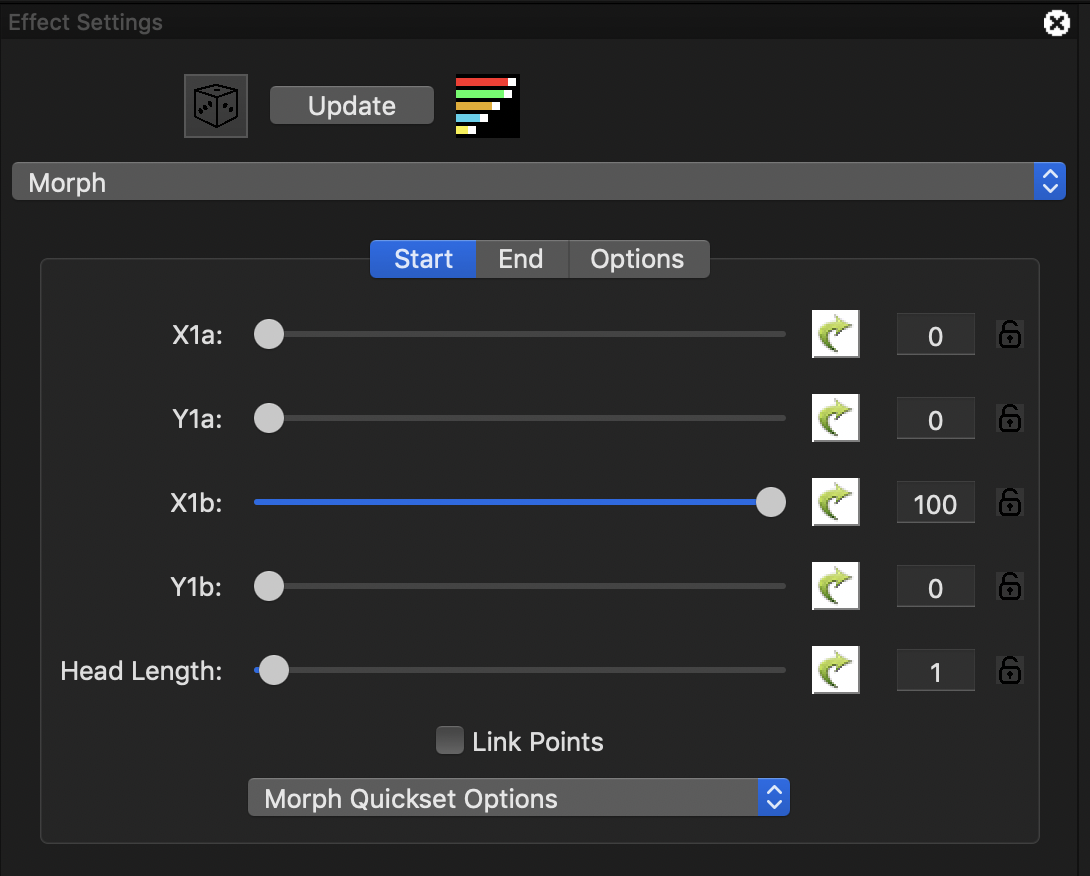 Effect Settings
Update
Morph
Start End Options
X1a: 0
Y1a: 0
X1b: 100
Y1b: 0
Head Length: 1
Link Points
Morph Quickset Options